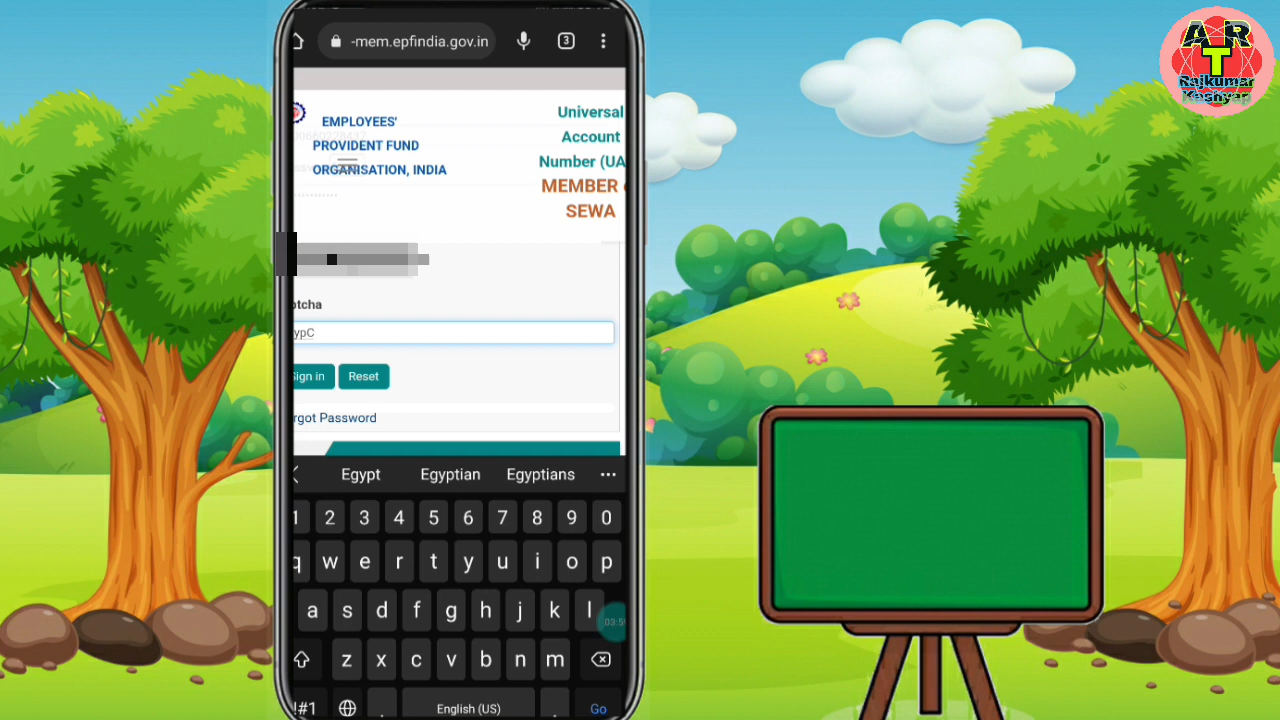 -mem.epfindia.gov.in
3
EMPLOYEES'
PROVIDENT FUND
ORGANISATION, INDIA
Universal
Account
Number (UA
MEMBER
SEWA
ptcha
ypC
Sign in
Reset
rgot Password
Egypt Egyptian Egyptians
1 2 3 4 5 6 7 8 9 0
q w e r t y u i o p
a s d f g h j k l
z x c v b n m
!#1 , English (US) . Go
A R
T
Rajkumar
Keshyap